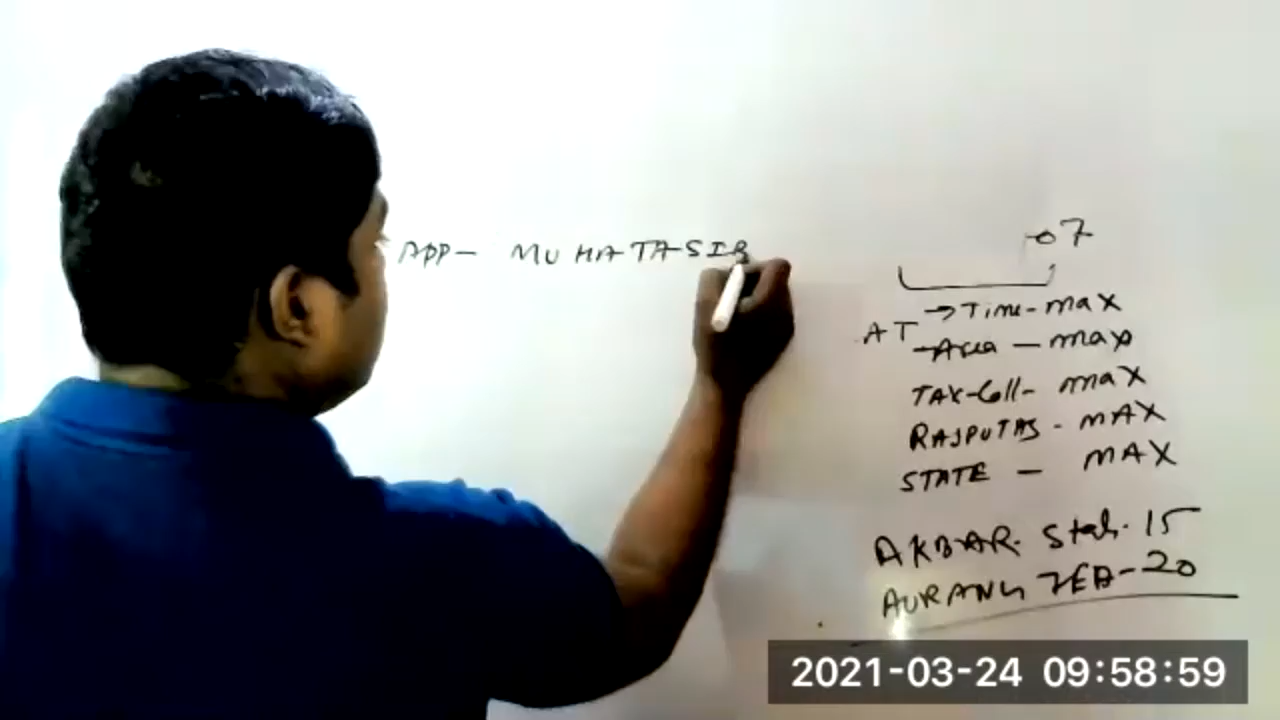 APP- MUHATASIB
07
AT → Time - max
→ Area - max
TAX-Coll- max
RAJPUTAS - MAX
STATE - MAX
AKBAR. Stah. 15
AURANG ZEB - 20
2021-03-24 09:58:59